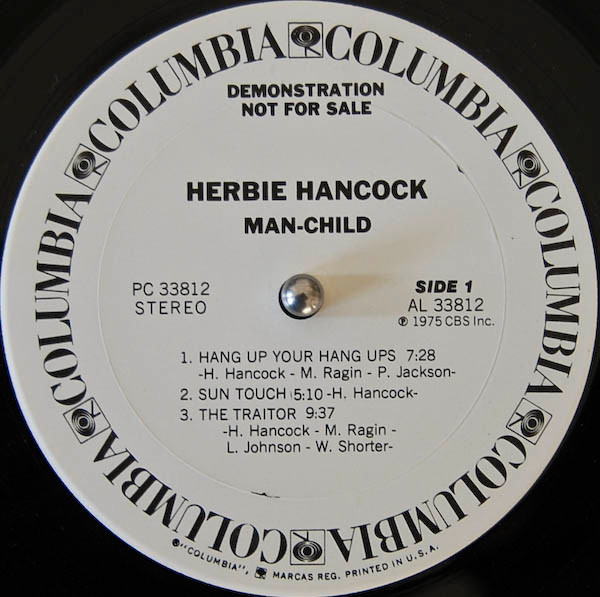 COLUMBIA COLUMBIA COLUMBIA COLUMBIA COLUMBIA COLUMBIA COLUMBIA
DEMONSTRATION
NOT FOR SALE
HERBIE HANCOCK
MAN-CHILD
PC 33812
STEREO
SIDE 1
AL 33812
℗ 1975 CBS Inc.
1. HANG UP YOUR HANG UPS 7:28
-H. Hancock - M. Ragin - P. Jackson-
2. SUN TOUCH 5:10 -H. Hancock-
3. THE TRAITOR 9:37
-H. Hancock - M. Ragin -
L. Johnson - W. Shorter-
®"COLUMBIA", MARCAS REG. PRINTED IN U.S.A.